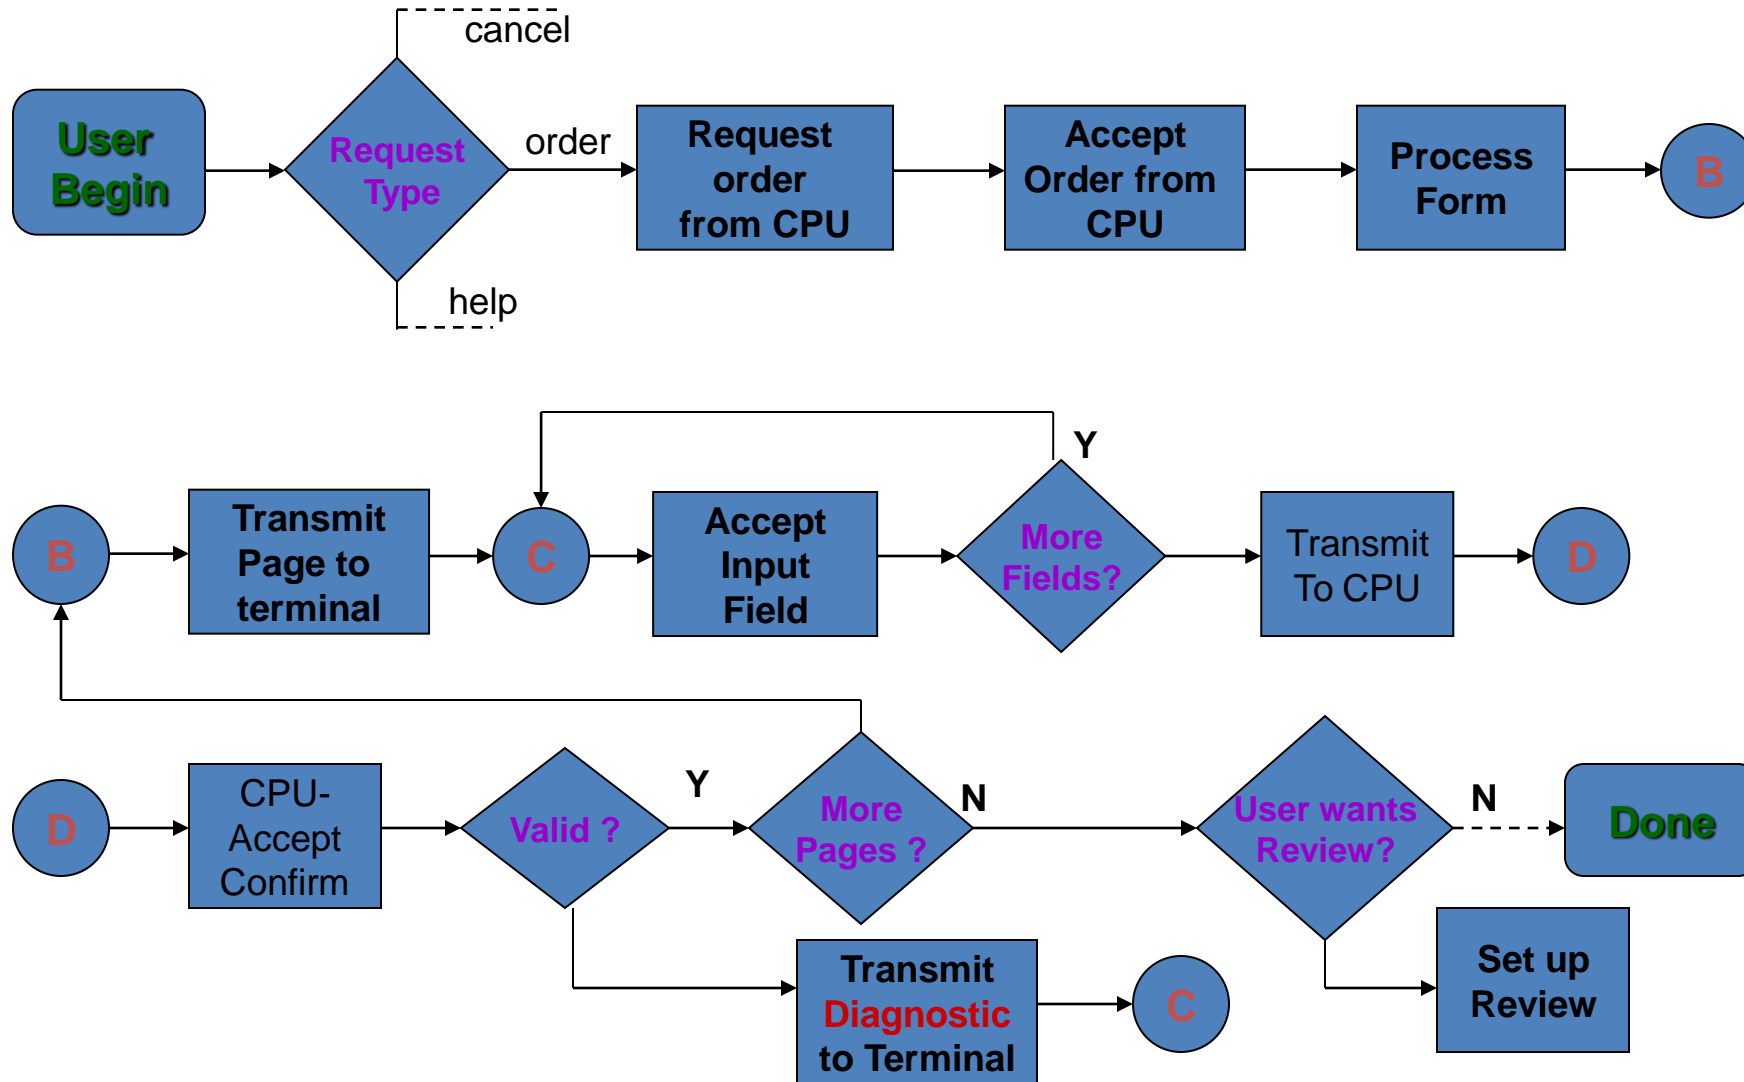 cancel
User
Begin
Request
Type
order
Request
order
from CPU
Accept
Order from
CPU
Process
Form
B
help
B
Transmit
Page to
terminal
C
Accept
Input
Field
Y
More
Fields?
Transmit
To CPU
D
D
CPU-
Accept
Confirm
Valid ?
Y
More
Pages ?
N
User wants
Review?
N
Done
Transmit
Diagnostic
to Terminal
C
Set up
Review